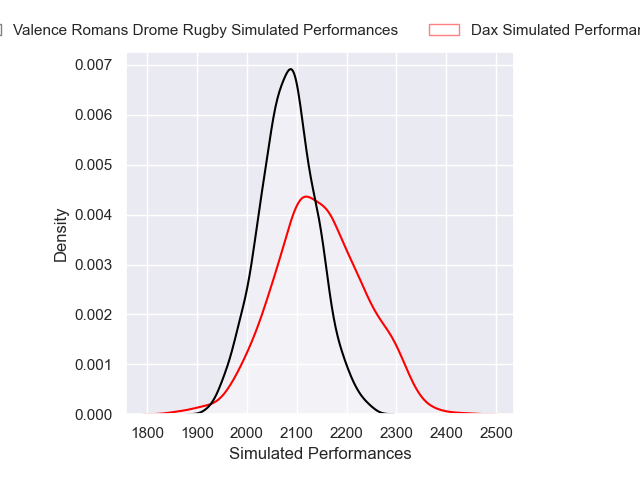 Valence Romans Drome Rugby Simulated Performances Dax Simulated
0.007
0.006
0.005
0.004
0.003
0.002
0.001
0.000
Density
1800 1900 2000 2100 2200 2300 2400 2500
Simulated Performances